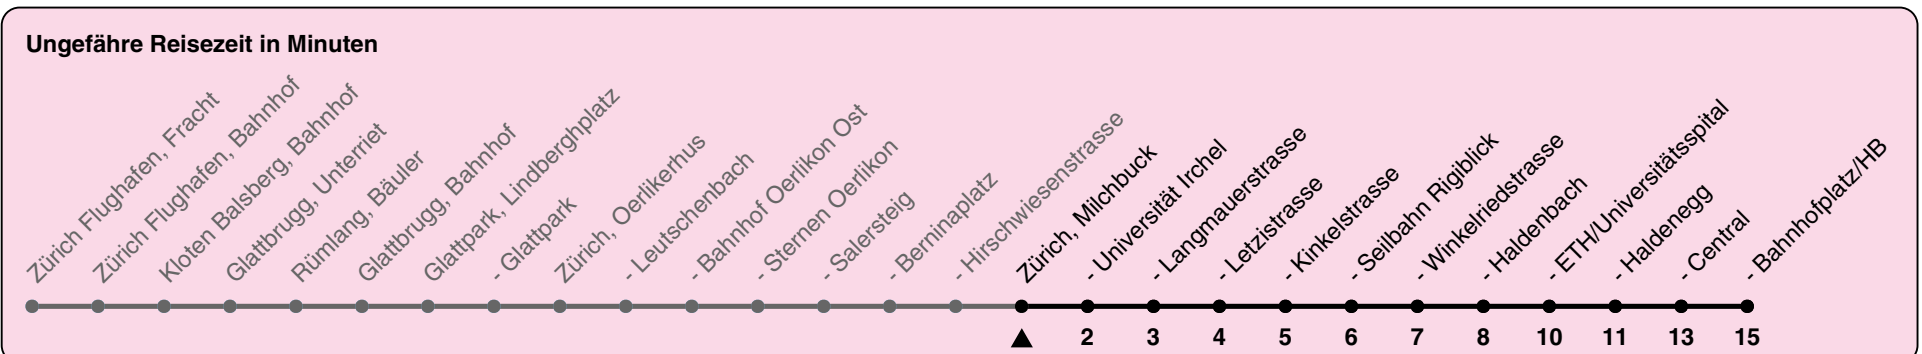 Ungefähre Reisezeit in Minuten
Zürich Flughafen, Fracht
Zürich Flughafen, Bahnhof
Kloten Balsberg, Bahnhof
Glattbrugg, Unterriet
Rümlang, Bäuler
Glattbrugg, Bahnhof
Glattpark, Lindberghplatz
- Glattpark
Zürich, Oerlikerhus
- Leutschenbach
- Bahnhof Oerlikon Ost
- Sternen Oerlikon
- Salersteig
- Berninaplatz
- Hirschwiesenstrasse
Zürich, Milchbuck
- Universität Irchel
- Langmauerstrasse
- Letzistrasse
- Kinkelstrasse
- Seilbahn Rigiblick
- Winkelriedstrasse
- Haldenbach
- ETH/Universitätsspital
- Haldenegg
- Central
- Bahnhofplatz/HB
▲ 2 3 4 5 6 7 8 10 11 13 15